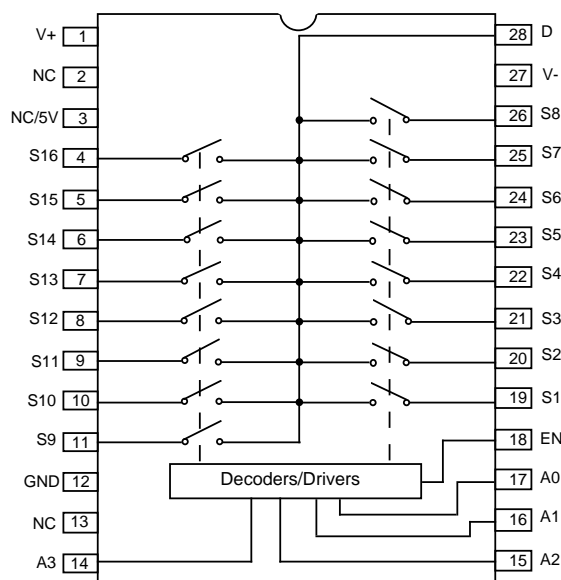 V+ 1 28 D
NC 2 27 V-
NC/5V 3 26 S8
S16 4 25 S7
S15 5 24 S6
S14 6 23 S5
S13 7 22 S4
S12 8 21 S3
S11 9 20 S2
S10 10 19 S1
S9 11 18 EN
GND 12 Decoders/Drivers 17 A0
NC 13 16 A1
A3 14 15 A2